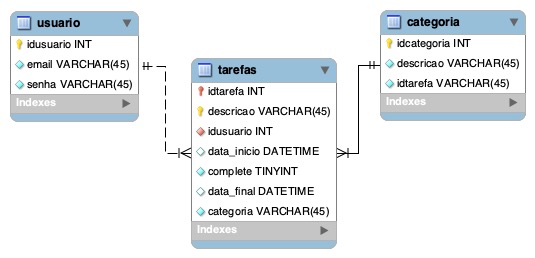 usuario
idusuario INT
email VARCHAR(45)
senha VARCHAR(45)
Indexes
tarefas
idtarefa INT
descricao VARCHAR(45)
idusuario INT
data_inicio DATETIME
complete TINYINT
data_final DATETIME
categoria VARCHAR(45)
Indexes
categoria
idcategoria INT
descricao VARCHAR(45)
idtarefa VARCHAR(45)
Indexes